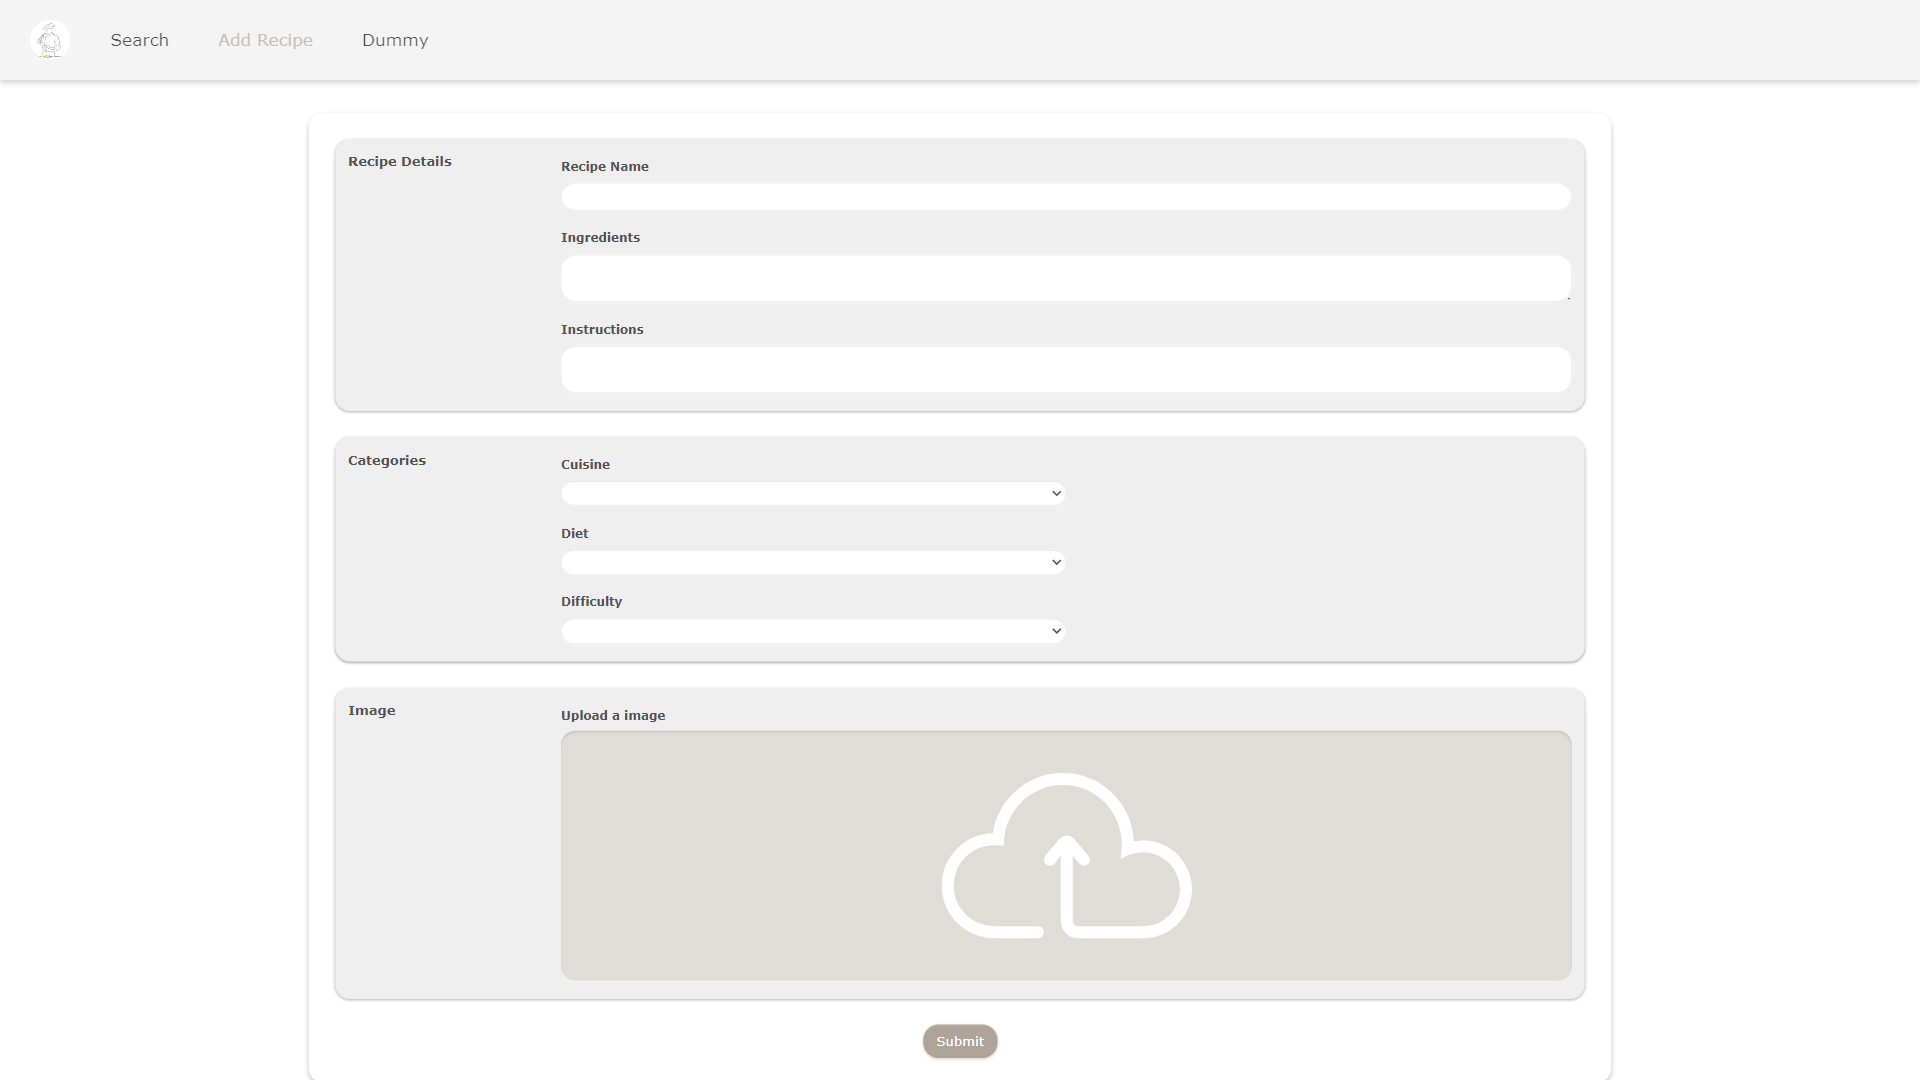 Search
Add Recipe
Dummy
Recipe Details
Recipe Name
Ingredients
Instructions
Categories
Cuisine
Diet
Difficulty
Image
Upload a image
Submit